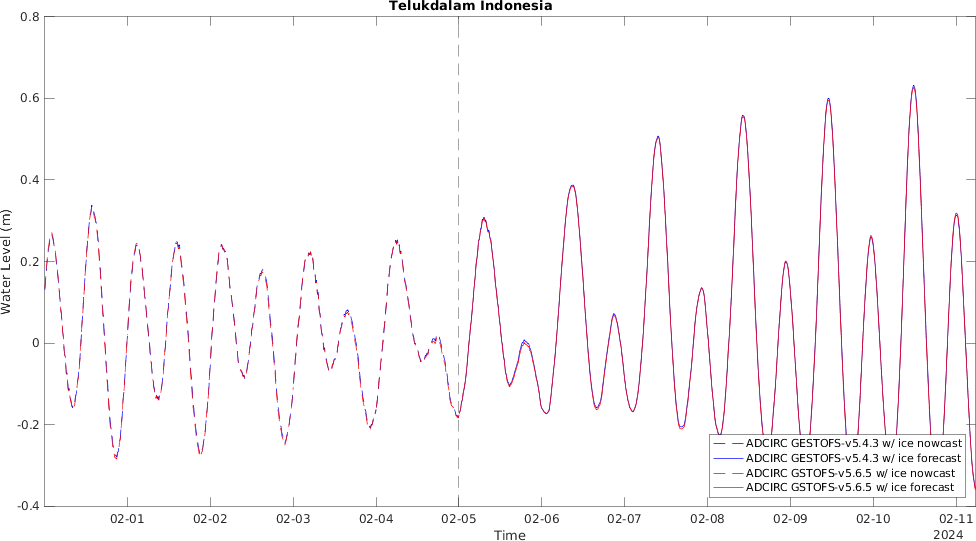 Telukdalam Indonesia
Water Level (m)
0.8
0.6
0.4
0.2
0
-0.2
-0.4
ADCIRC GESTOFS-v5.4.3 w/ ice nowcast
ADCIRC GESTOFS-v5.4.3 w/ ice forecast
ADCIRC GSTOFS-v5.6.5 w/ ice nowcast
ADCIRC GSTOFS-v5.6.5 w/ ice forecast
02-01 02-02 02-03 02-04 02-05 02-06 02-07 02-08 02-09 02-10 02-11
Time
2024